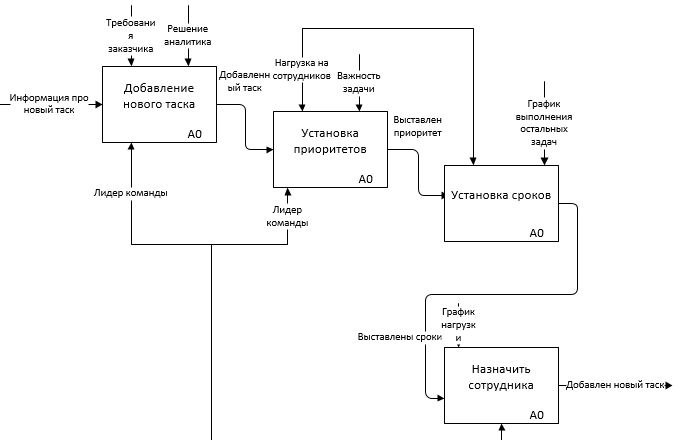 Требовани
я
заказчика
Решение
аналитика
Информация про
новый таск
Добавление
нового таска
A0
Добавленн
ый таск
Нагрузка на
сотрудников
Важность
задачи
Установка
приоритетов
A0
Выставлен
приоритет
График
выполнения
остальных
задач
Установка сроков
A0
Лидер команды
Лидер
команды
График
нагрузк
и
Выставлены сроки
Назначить
сотрудника
A0
Добавлен новый таск